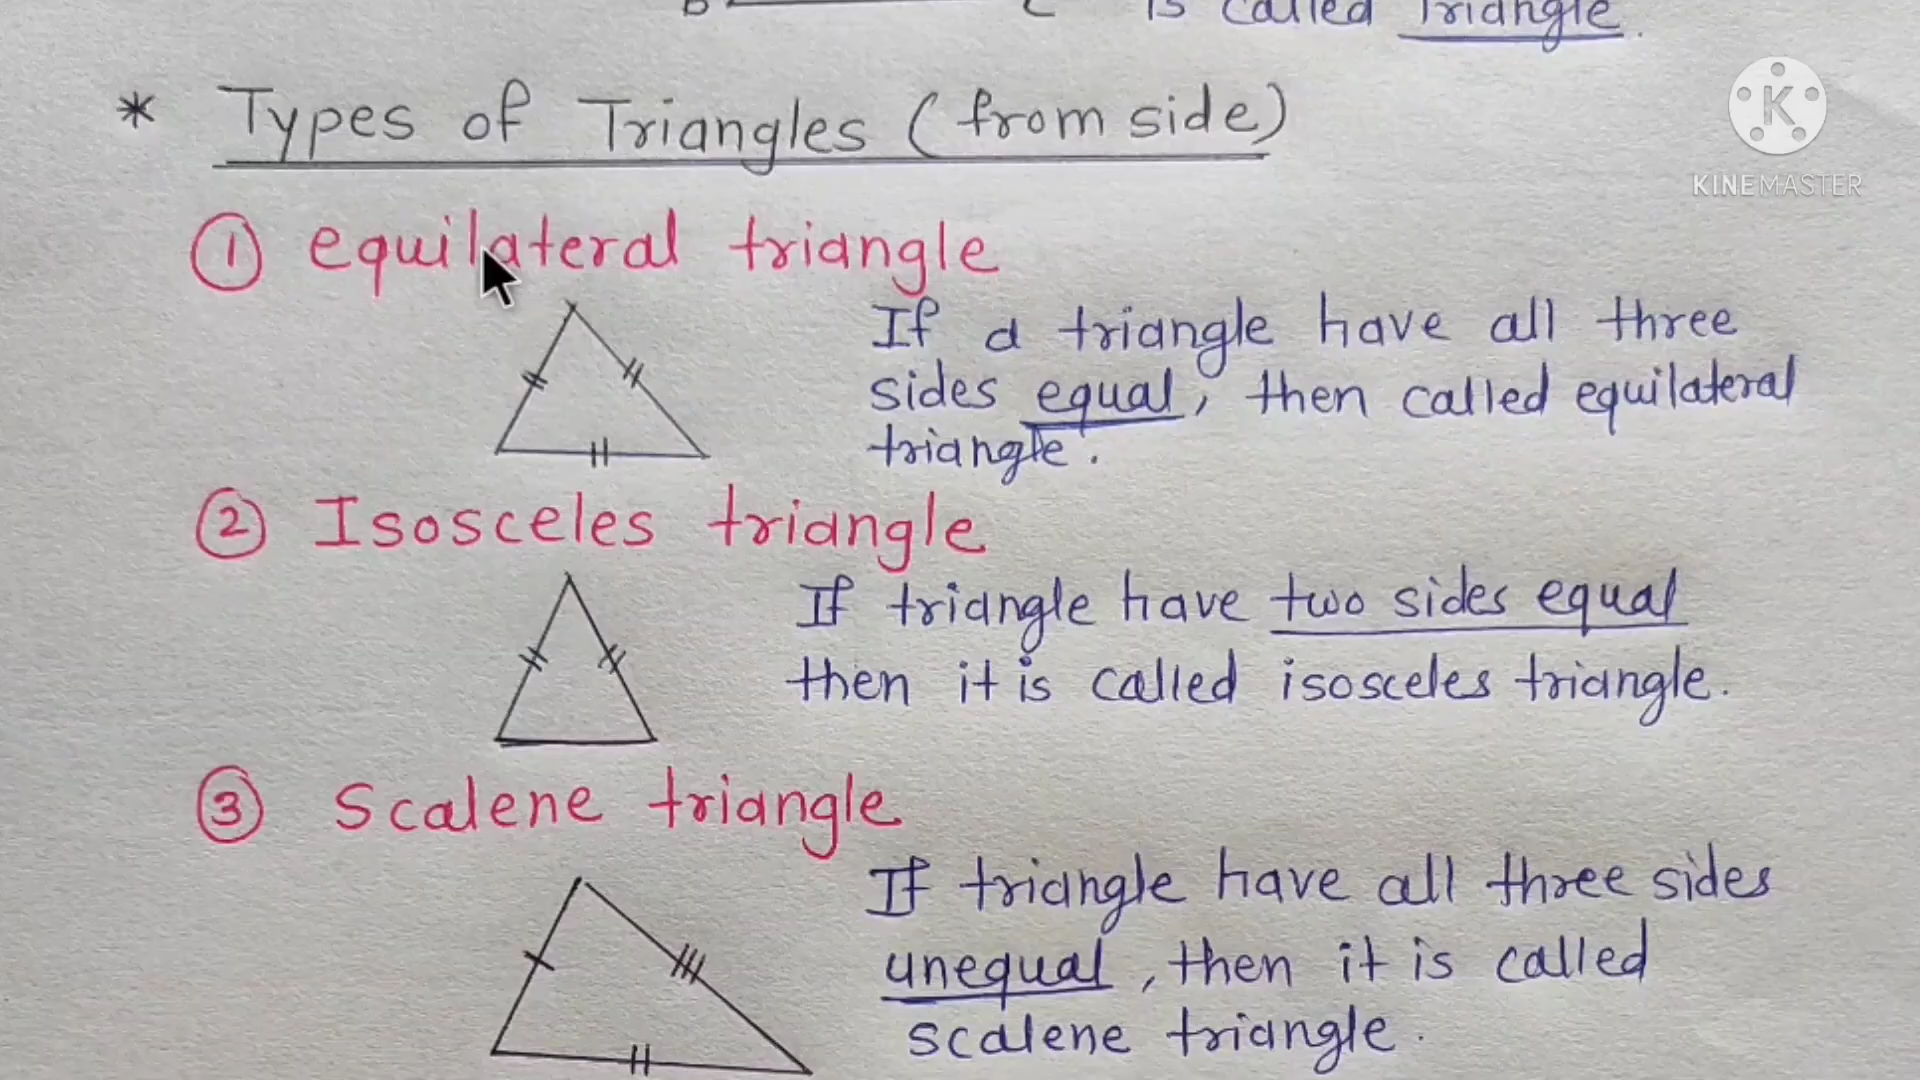 is called Triangle.
* Types of Triangles (from side)
K
KINEMASTER
① equilateral triangle
If a triangle have all three
sides equal, then called equilateral
triangle.
② Isosceles triangle
If triangle have two sides equal
then it is called isosceles triangle.
③ Scalene triangle
If triangle have all three sides
unequal, then it is called
scalene triangle.